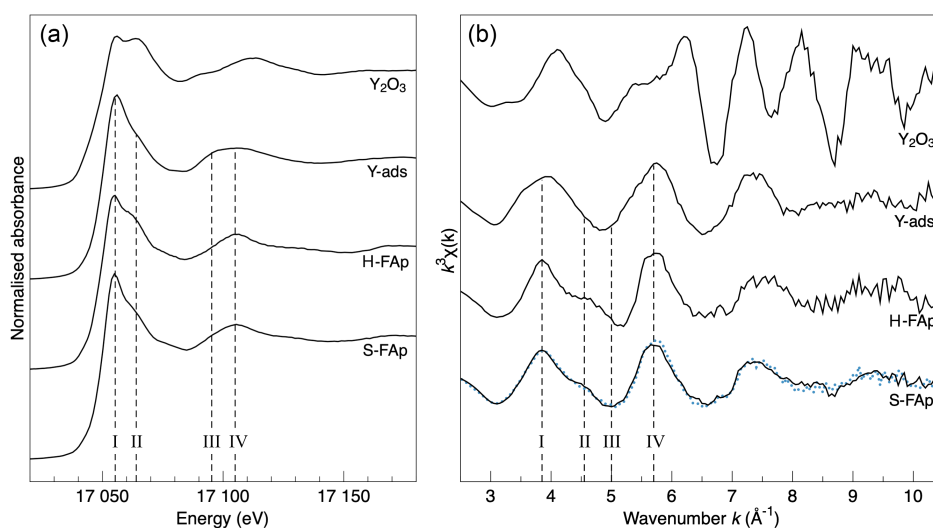 (a)
Normalised absorbance
Y₂O₃
Y-ads
H-FAp
S-FAp
I II III IV
17 050 17 100 17 150
Energy (eV)
(b)
k³χ(k)
Y₂O₃
Y-ads
H-FAp
S-FAp
I II III IV
3 4 5 6 7 8 9 10
Wavenumber k (Å⁻¹)